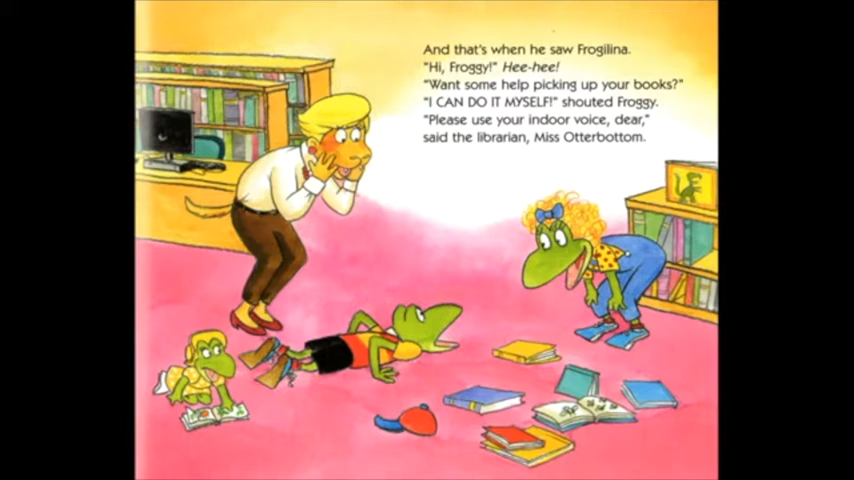 And that's when he saw Frogilina.
"Hi, Froggy!" Hee-hee!
"Want some help picking up your books?"
"I CAN DO IT MYSELF!" shouted Froggy.
"Please use your indoor voice, dear,"
said the librarian, Miss Otterbottom.